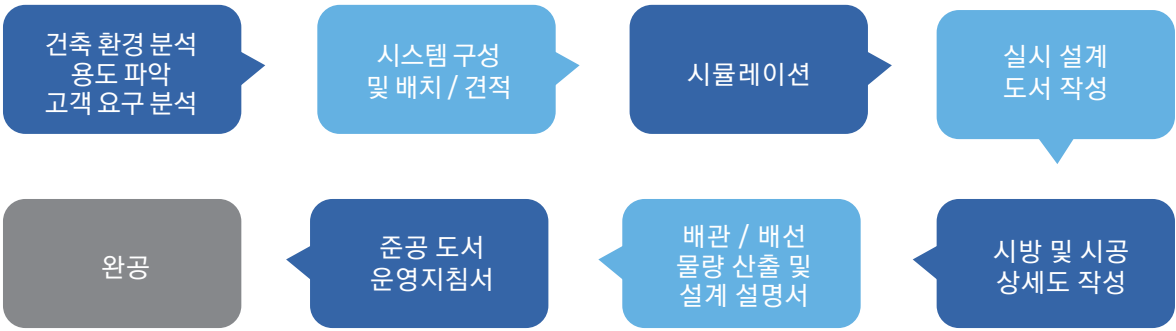 건축 환경 분석
용도 파악
고객 요구 분석
시스템 구성
및 배치 / 견적
시뮬레이션
실시 설계
도서 작성
시방 및 시공
상세도 작성
배관 / 배선
물량 산출 및
설계 설명서
준공 도서
운영지침서
완공